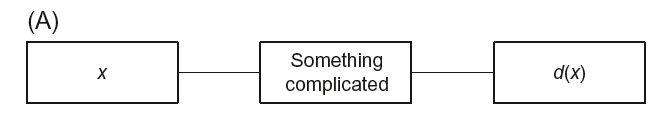 (A)
x
Something
complicated
d(x)